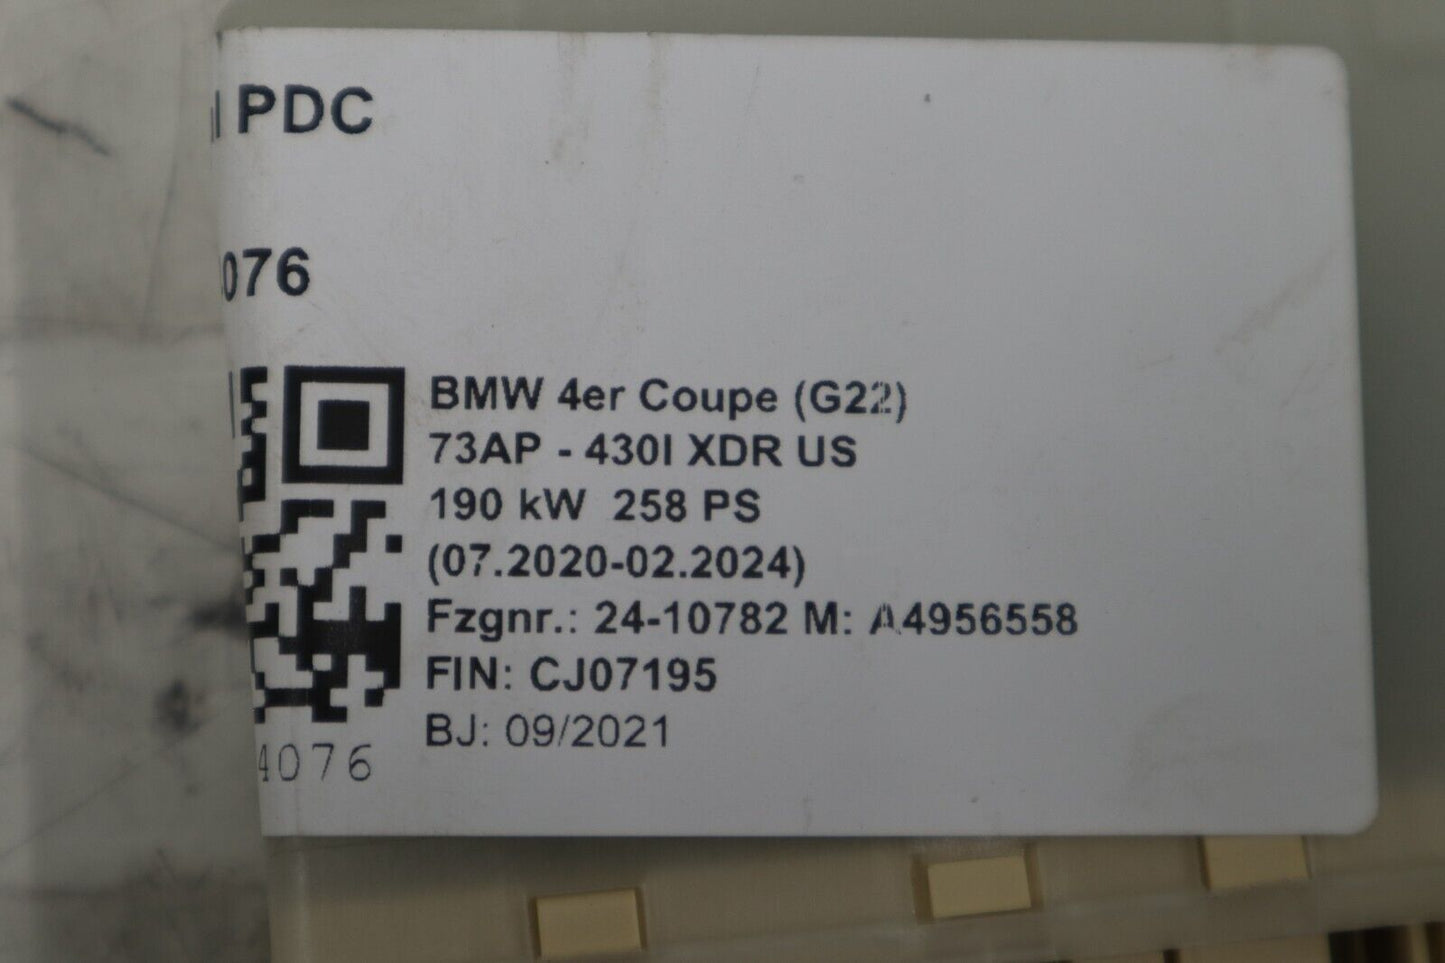 PDC
076
BMW 4er Coupe (G22)
73AP - 430I XDR US
190 kW 258 PS
(07.2020-02.2024)
Fzgnr.: 24-10782 M: A4956558
FIN: CJ07195
BJ: 09/2021
4076